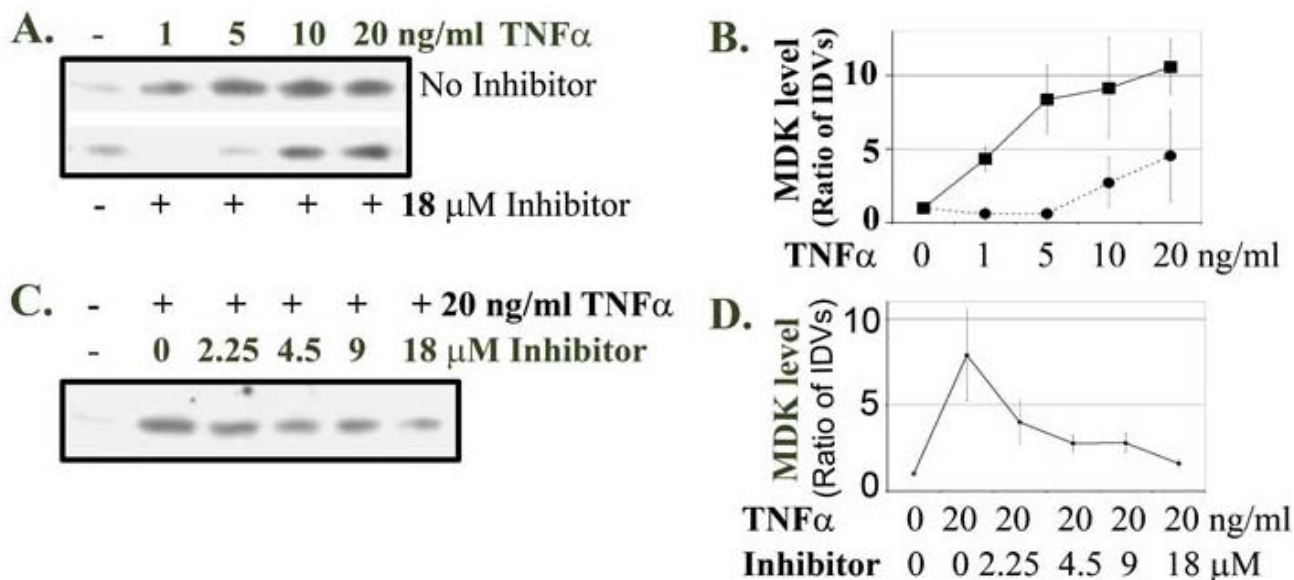 A. - 1 5 10 20 ng/ml TNFα
No Inhibitor
- + + + + 18 μM Inhibitor
B.
MDK level
(Ratio of IDVs)
10
5
0
TNFα 0 1 5 10 20 ng/ml
C. - + + + + + 20 ng/ml TNFα
- 0 2.25 4.5 9 18 μM Inhibitor
D.
MDK level
(Ratio of IDVs)
10
5
0
TNFα 0 20 20 20 20 20 ng/ml
Inhibitor 0 0 2.25 4.5 9 18 μM